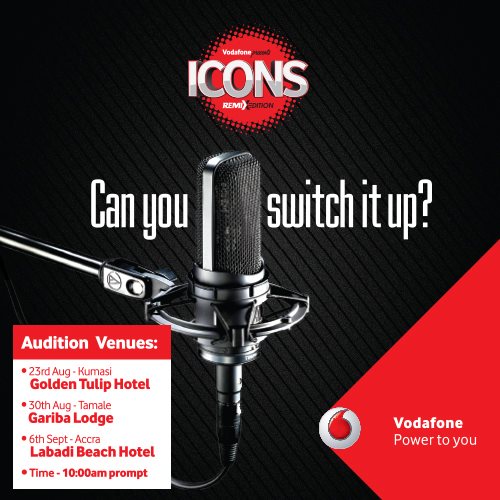 Vodafone presents
ICONS
REMIX EDITION
Can you switch it up?
Audition Venues:
• 23rd Aug - Kumasi
Golden Tulip Hotel
• 30th Aug - Tamale
Gariba Lodge
• 6th Sept - Accra
Labadi Beach Hotel
• Time - 10:00am prompt
Vodafone
Power to you